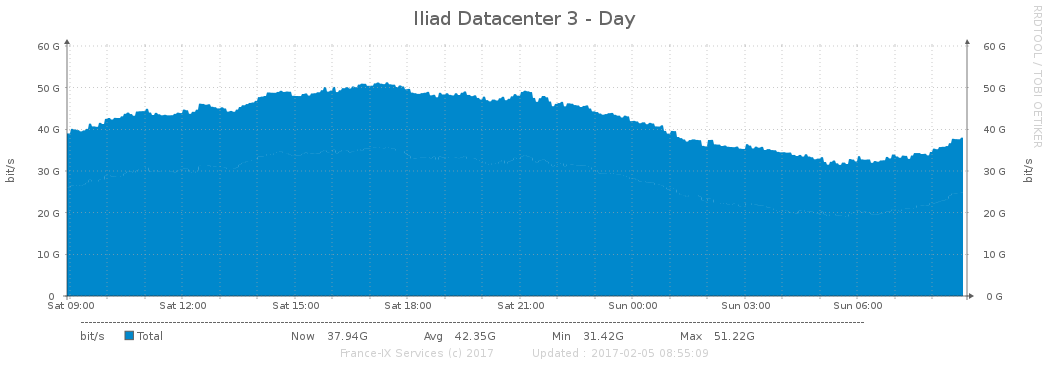 Iliad Datacenter 3 - Day
RRDTOOL / TOBI OETIKER
bit/s
60 G 60 G
50 G 50 G
40 G 40 G
30 G 30 G
20 G 20 G
10 G 10 G
0 0 G
bit/s
Sat 09:00 Sat 12:00 Sat 15:00 Sat 18:00 Sat 21:00 Sun 00:00 Sun 03:00 Sun 06:00
bit/s Total Now 37.94G Avg 42.35G Min 31.42G Max 51.22G
France-IX Services (c) 2017 Updated : 2017-02-05 08:55:09